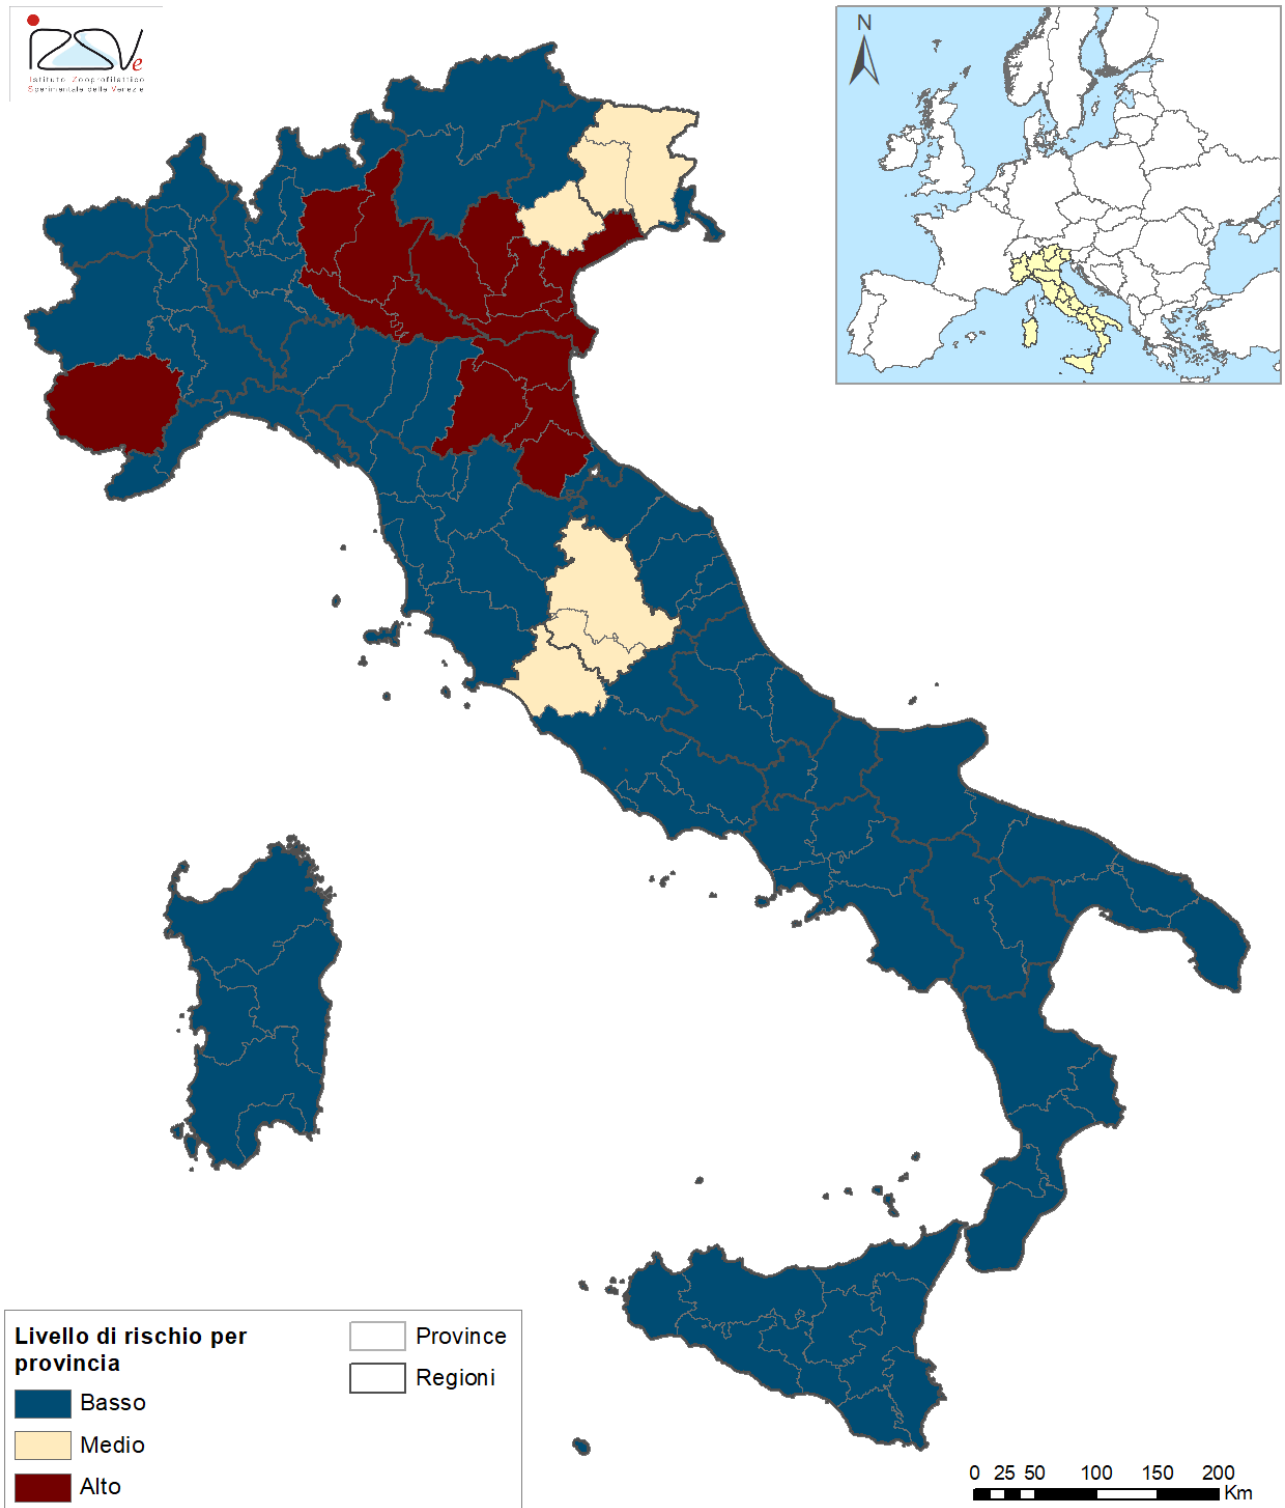 IZSVe
Istituto Zooprofilattico
Sperimentale delle Venezie
N
Livello di rischio per
provincia
Basso
Medio
Alto
Province
Regioni
0 25 50 100 150 200
Km